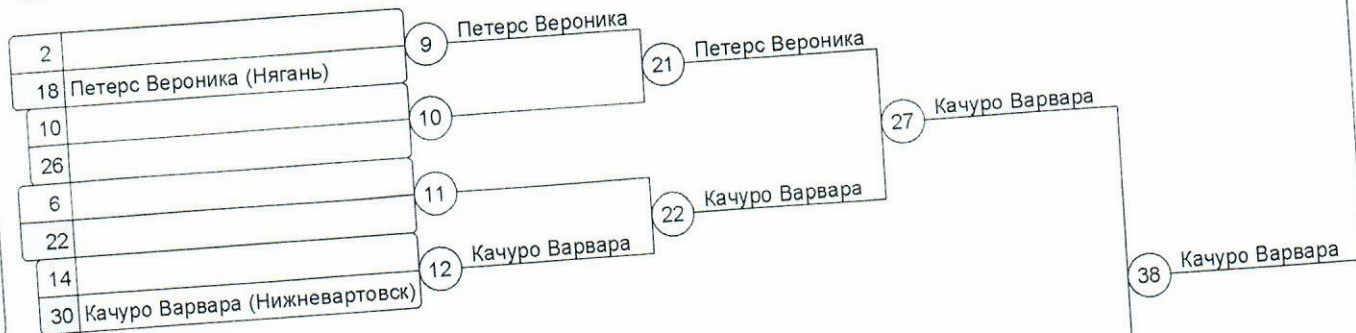 2
18 Петерс Вероника (Нягань)
10
26
6
22
14
30 Качуро Варвара (Нижневартовск)
9 Петерс Вероника
10
11
12 Качуро Варвара
21 Петерс Вероника
22 Качуро Варвара
27 Качуро Варвара
38 Качуро Варвара